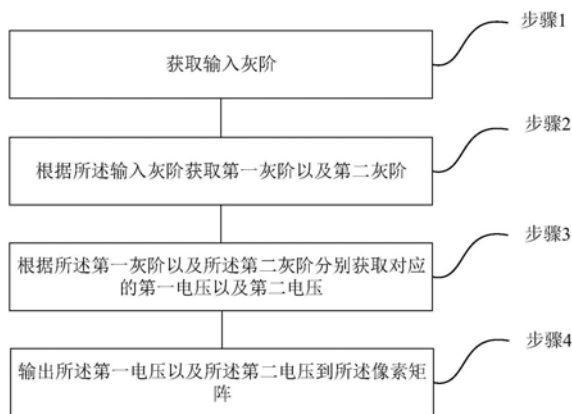 步骤1
获取输入灰阶
步骤2
根据所述输入灰阶获取第一灰阶以及第二灰阶
步骤3
根据所述第一灰阶以及所述第二灰阶分别获取对应
的第一电压以及第二电压
步骤4
输出所述第一电压以及所述第二电压到所述像素矩
阵